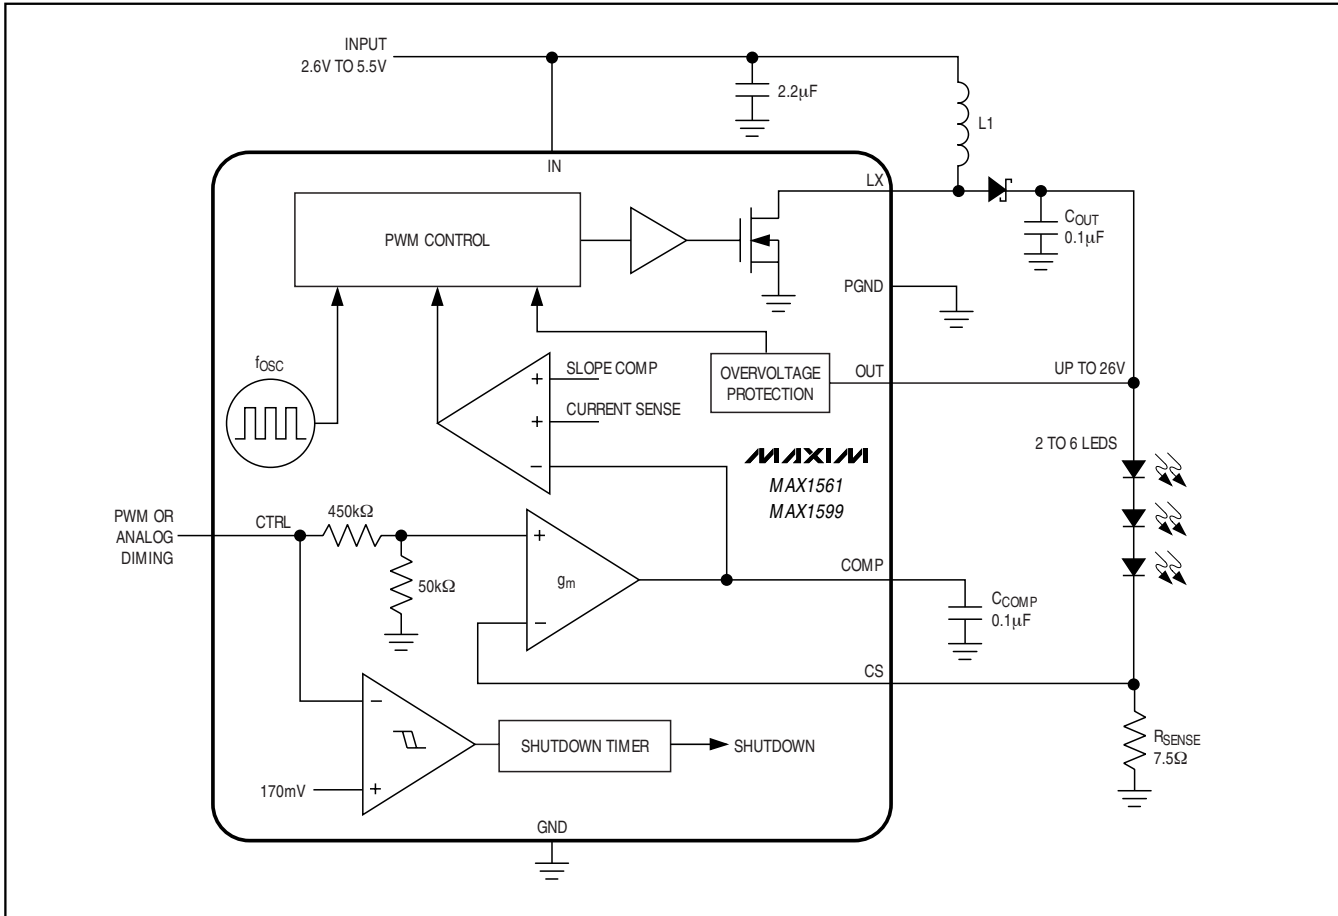 INPUT
2.6V TO 5.5V
2.2µF
L1
IN
LX
PWM CONTROL
COUT
0.1µF
PGND
fOSC
SLOPE COMP
+
OVERVOLTAGE
PROTECTION
OUT
UP TO 26V
CURRENT SENSE
+
2 TO 6 LEDS
−
MAXIM
MAX1561
MAX1599
PWM OR
ANALOG
DIMING
CTRL
450kΩ
50kΩ
+
gm
−
COMP
CCOMP
0.1µF
CS
−
SHUTDOWN TIMER
SHUTDOWN
RSENSE
7.5Ω
170mV
+
GND